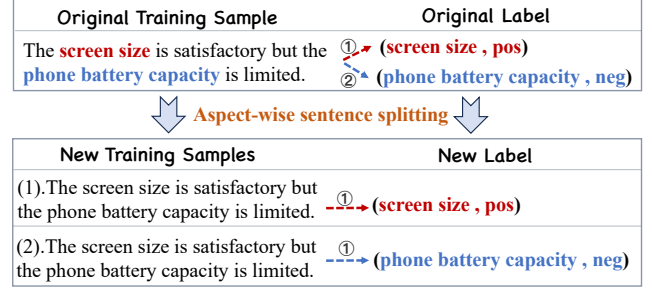 Original Training Sample Original Label
The screen size is satisfactory but the ① (screen size , pos)
phone battery capacity is limited. ② (phone battery capacity , neg)
Aspect-wise sentence splitting
New Training Samples New Label
(1).The screen size is satisfactory but ① (screen size , pos)
the phone battery capacity is limited.
(2).The screen size is satisfactory but ① (phone battery capacity , neg)
the phone battery capacity is limited.